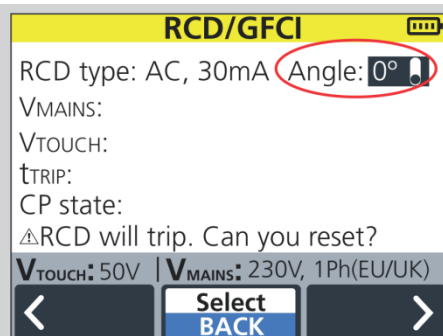 RCD/GFCI
RCD type: AC, 30mA Angle: 0°
VMAINS:
VTOUCH:
tTRIP:
CP state:
⚠RCD will trip. Can you reset?
VTOUCH: 50V | VMAINS: 230V, 1Ph(EU/UK)
< Select >
BACK